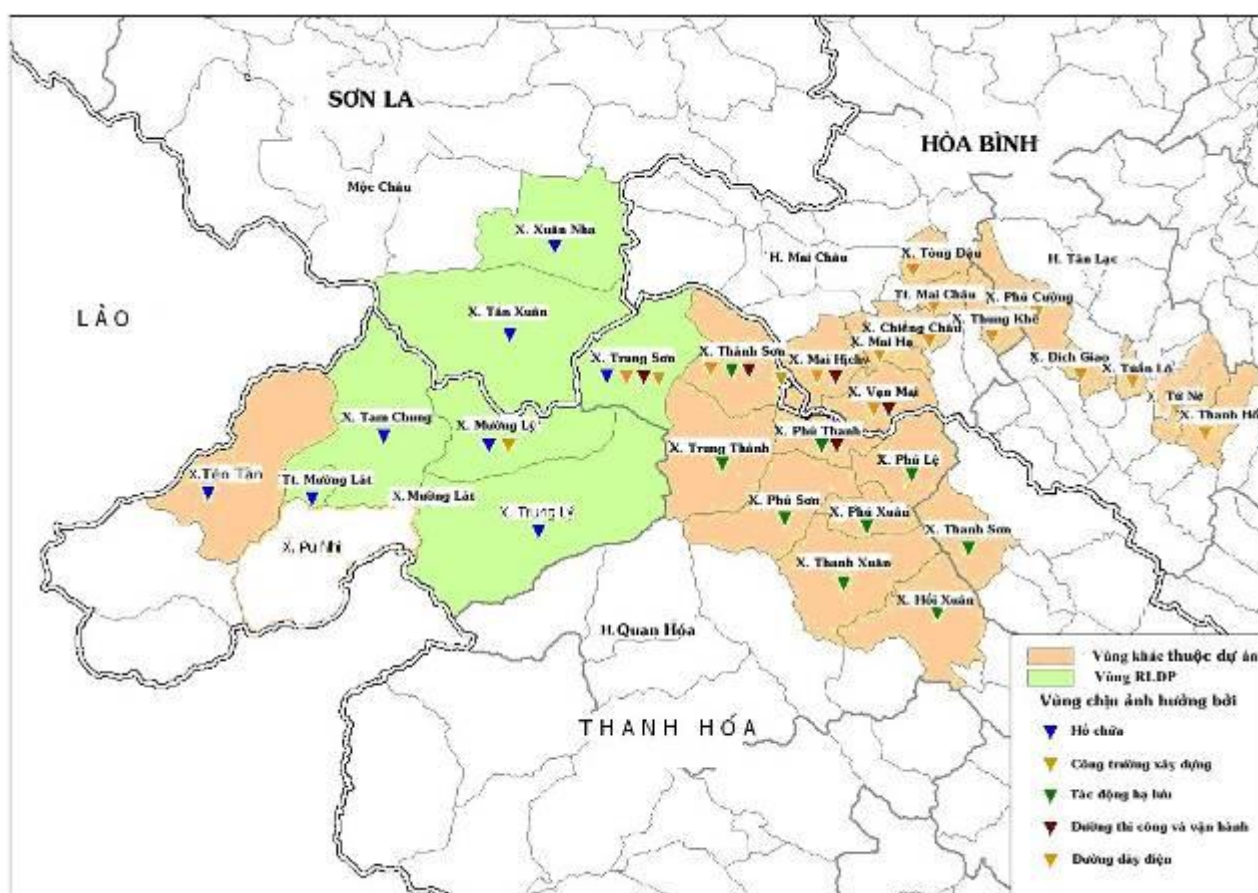 SƠN LA
HÒA BÌNH
Mộc Châu
X. Xuân Nha
H. Mai Châu
X. Tòng Đậu
H. Tân Lạc
LÀO
Tt. Mai Châu
X. Phú Cường
X. Tân Xuân
X. Chiềng Châu
X. Thung Khe
X. Mai Hạ
X. Trung Sơn
X. Thành Sơn
X. Mai Hịch
X. Đich Giao
X. Tuân Lộ
X. Vạn Mai
X. Tư Nê
X. Thanh Hối
X. Tam Chung
X. Mường Lý
X. Phú Thanh
X. Trung Thành
X. Phú Lệ
X.Tén Tằn
Tt. Mường Lát
X.Mường Lát
X. Phú Sơn
X. Phú Xuân
X. Trung Lý
X. Thanh Sơn
X. Pù Nhi
X. Thanh Xuân
X. Hồi Xuân
H.Quan Hóa
THANH HÓA
Vùng khác thuộc dự án
Vùng RLDP
Vùng chịu ảnh hưởng bởi
Hồ chứa
Công trường xây dựng
Tác động hạ lưu
Đường thi công và vận hành
Đường dây điện